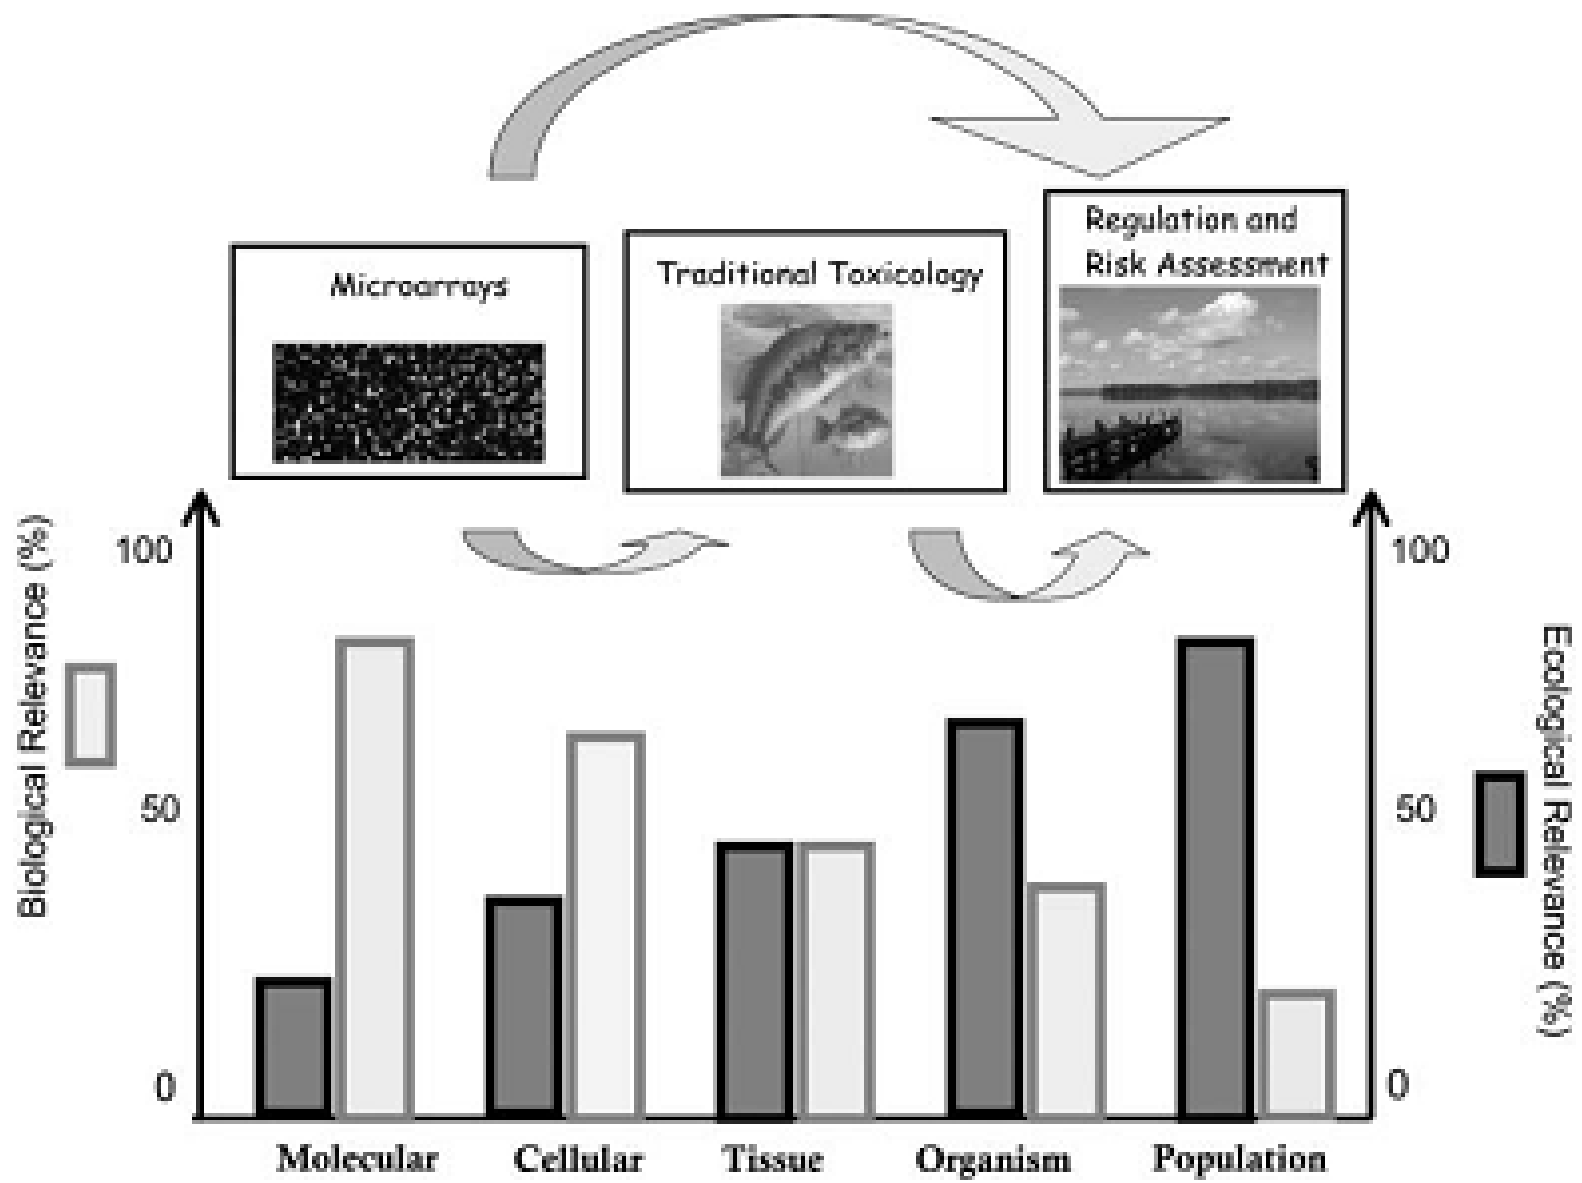 Microarrays
Traditional Toxicology
Regulation and
Risk Assessment
Biological Relevance (%)
100
50
0
100
50
0
Ecological Relevance (%)
Molecular
Cellular
Tissue
Organism
Population